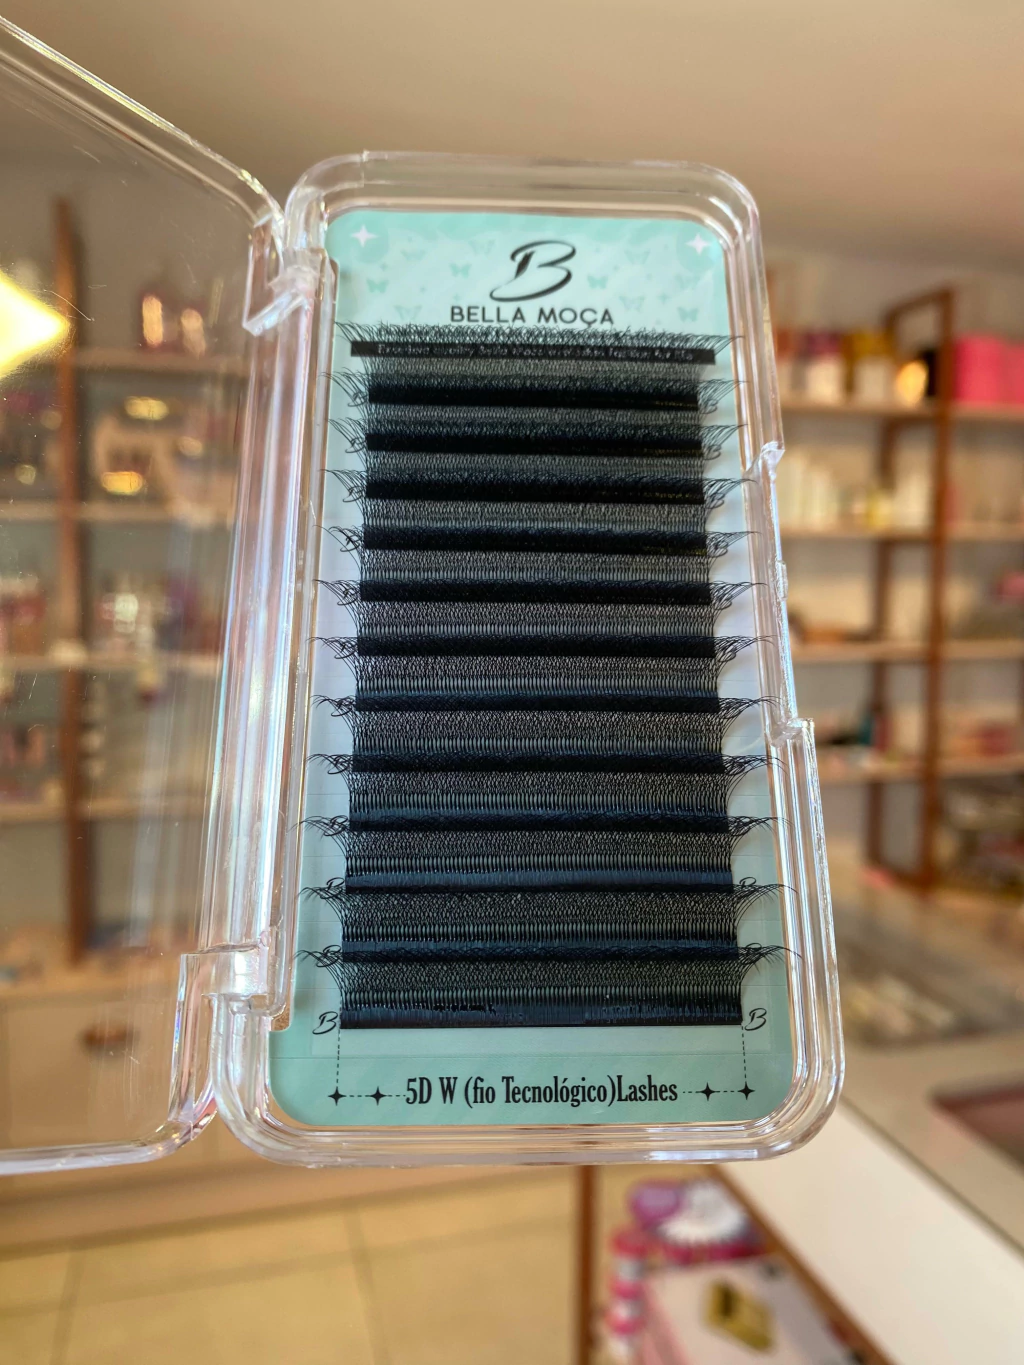 B
BELLA MOÇA
B B
5D W (fio Tecnológico)Lashes